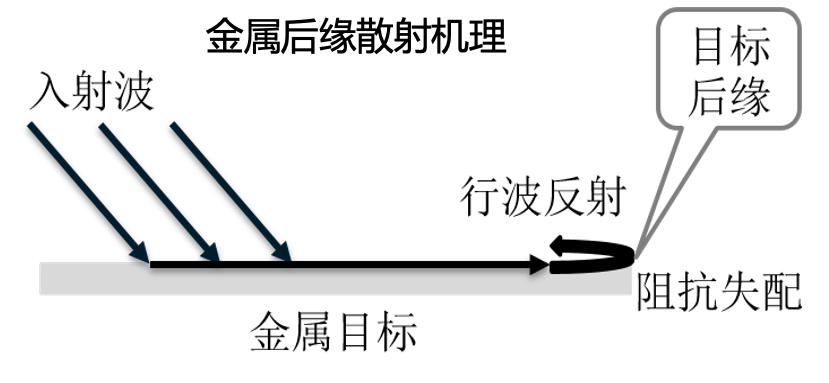 金属后缘散射机理
入射波
目标
后缘
行波反射
阻抗失配
金属目标